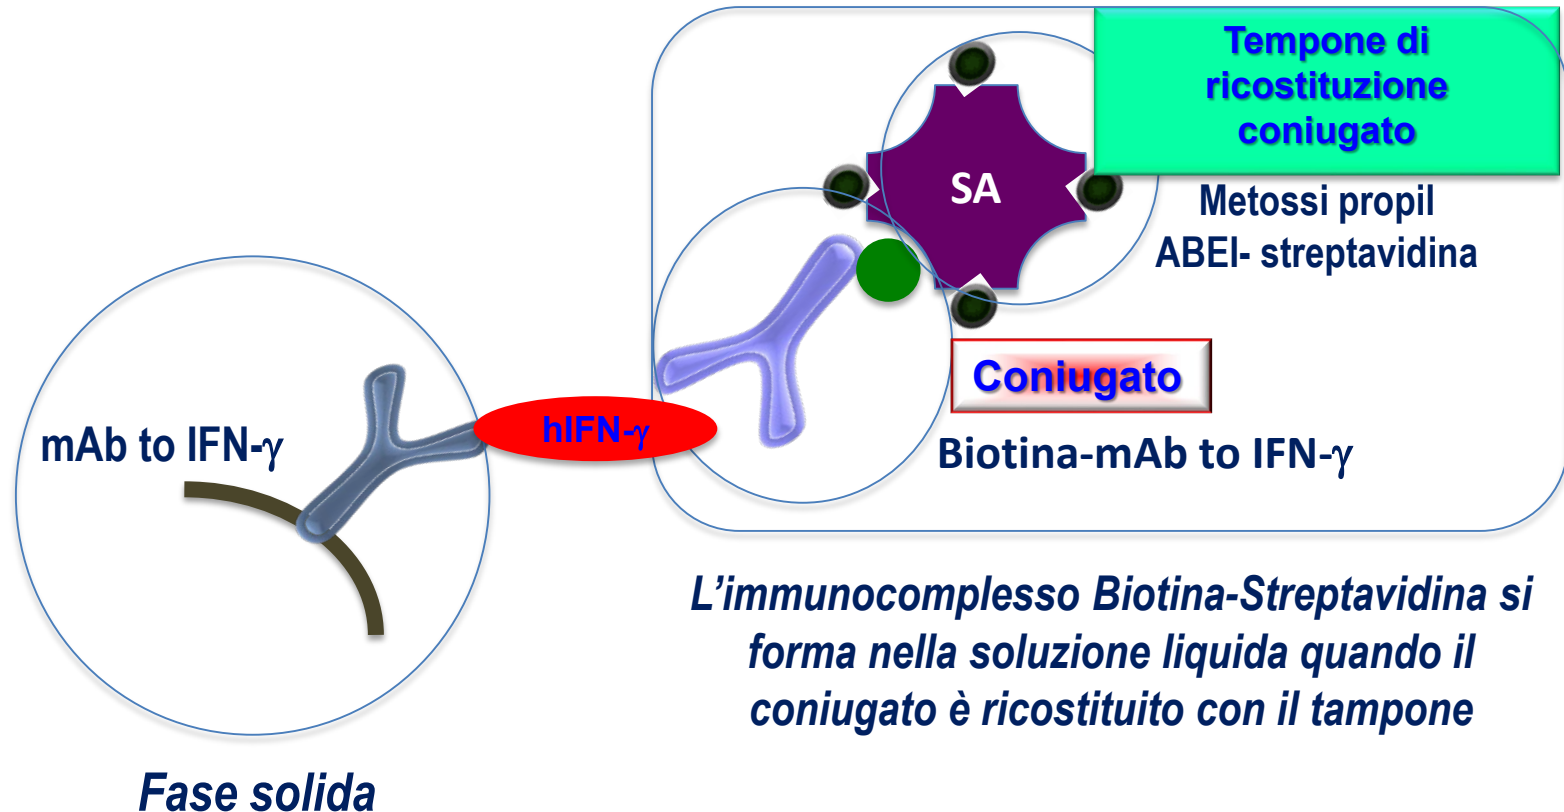 Tempone di
ricostituzione
coniugato
SA
Metossi propil
ABEI- streptavidina
Coniugato
hIFN-γ
mAb to IFN-γ
Biotina-mAb to IFN-γ
L’immunocomplesso Biotina-Streptavidina si
forma nella soluzione liquida quando il
coniugato è ricostituito con il tampone
Fase solida